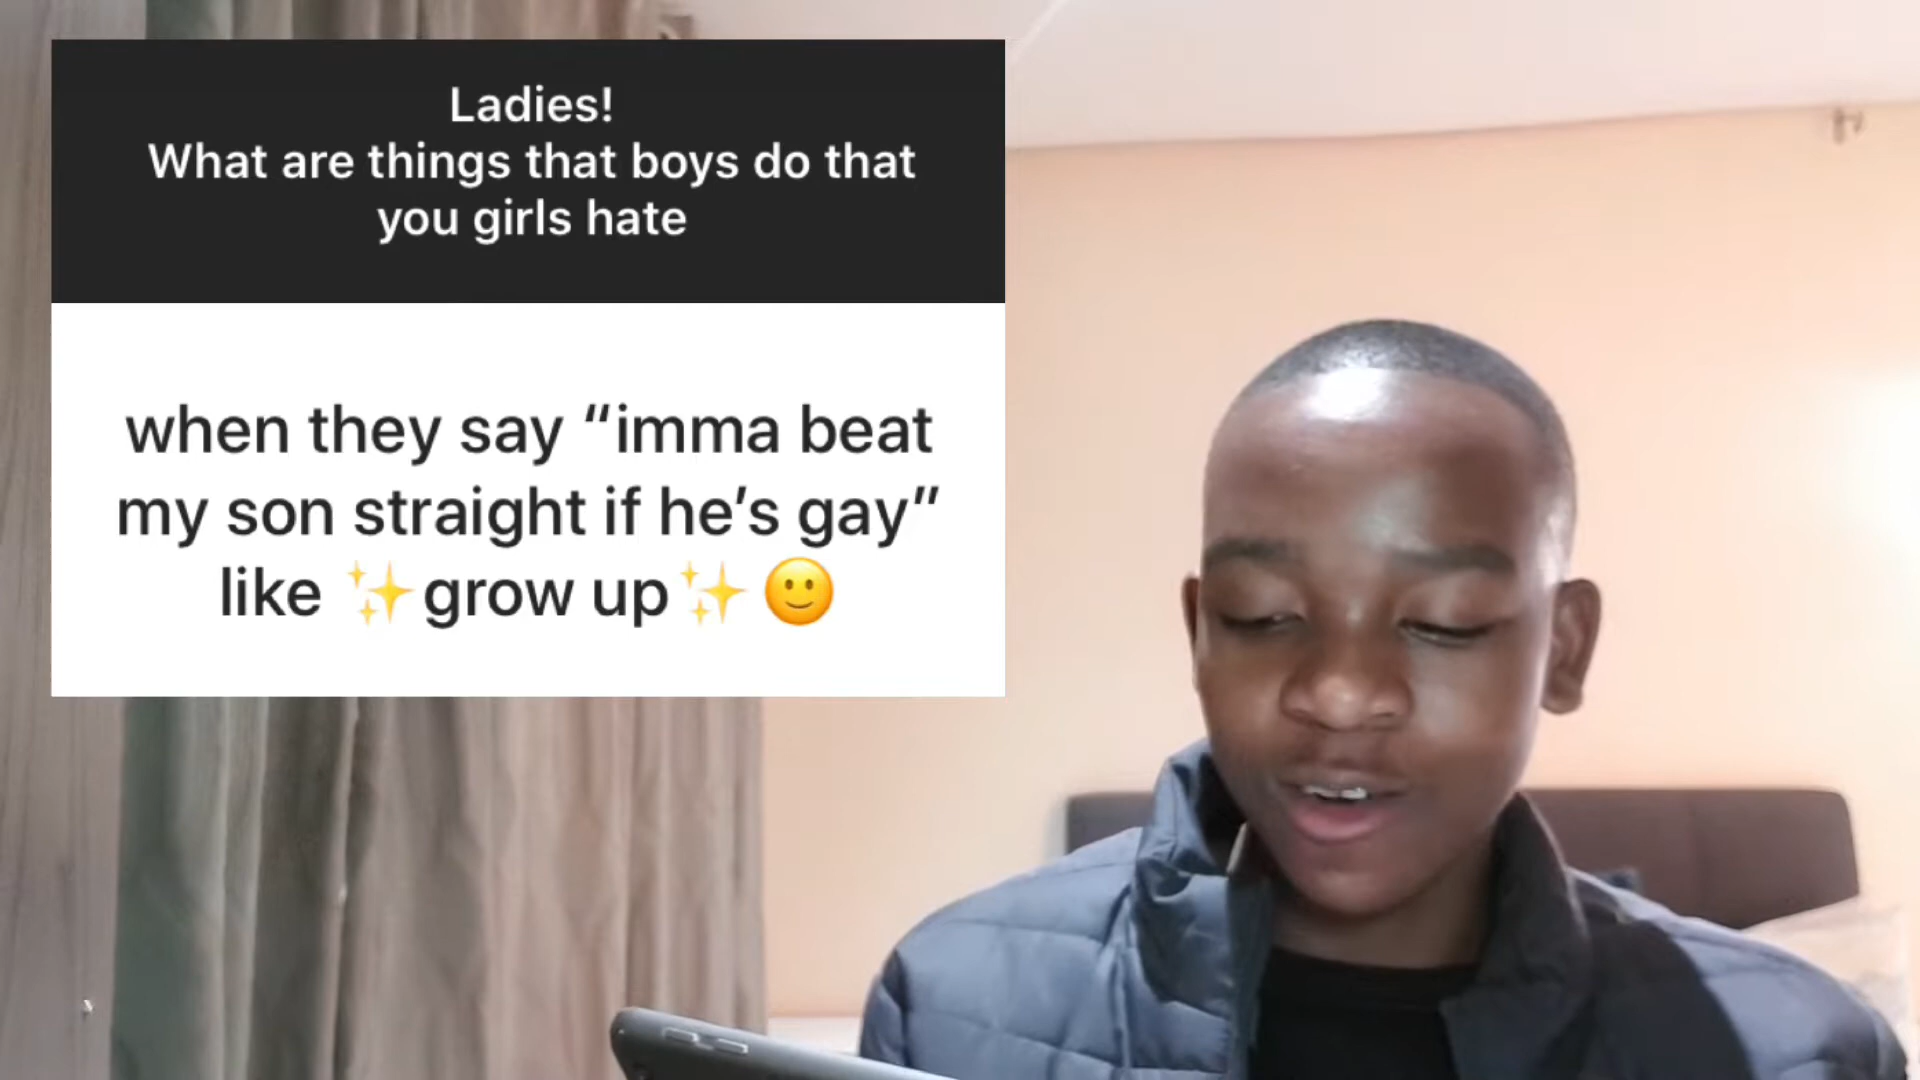 Ladies!
What are things that boys do that
you girls hate
when they say “imma beat
my son straight if he’s gay”
like ✨grow up✨🙂